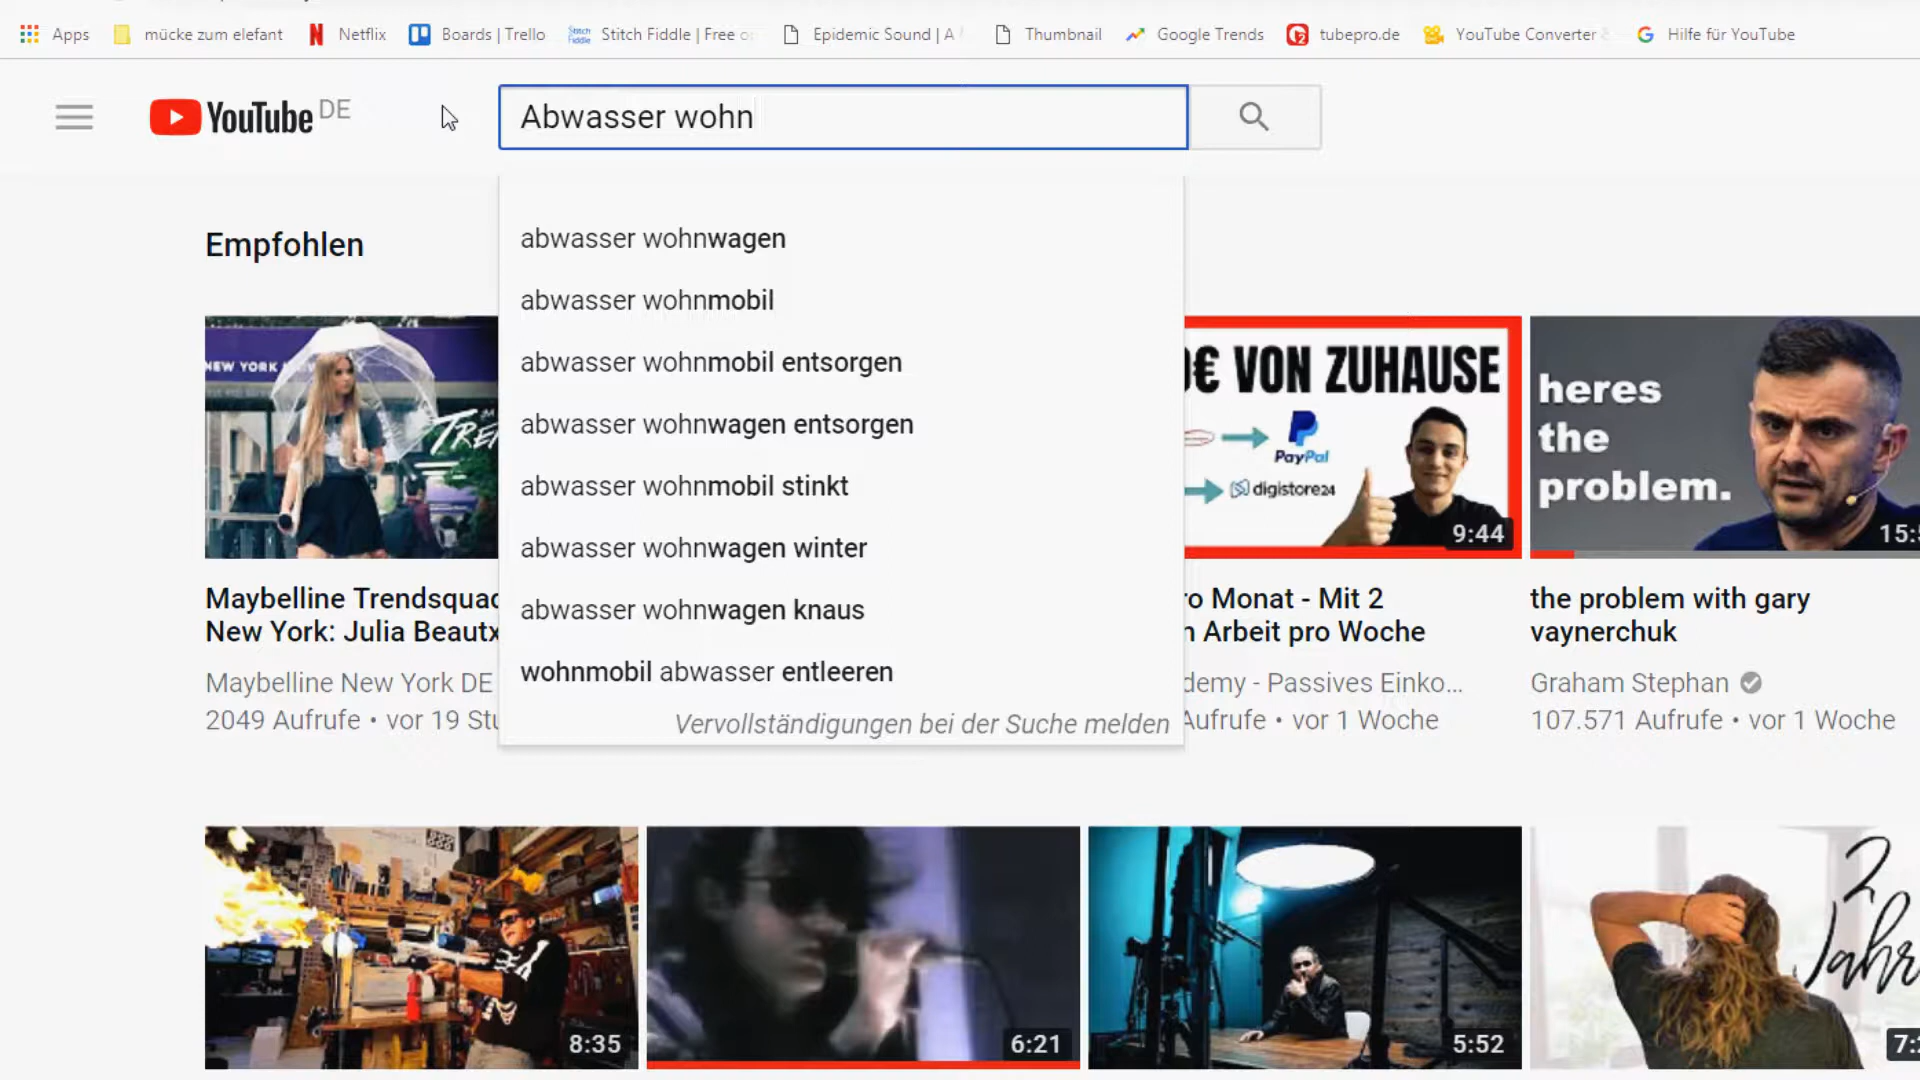 Apps mücke zum elefant Netflix Boards | Trello Stitch Fiddle | Free Epidemic Sound | A Thumbnail Google Trends tubepro.de YouTube Converter Hilfe für YouTube
YouTube DE
Abwasser wohn
Empfohlen
abwasser wohnwagen
abwasser wohnmobil
abwasser wohnmobil entsorgen
abwasser wohnwagen entsorgen
abwasser wohnmobil stinkt
abwasser wohnwagen winter
abwasser wohnwagen knaus
wohnmobil abwasser entleeren
Vervollständigungen bei der Suche melden
NEW YORK
€ VON ZUHAUSE
PayPal
digistore24
9:44
heres
the
problem.
15:
Maybelline Trendsquad
New York: Julia Beautx
Maybelline New York DE
2049 Aufrufe • vor 19 Stu
ro Monat - Mit 2
n Arbeit pro Woche
demy - Passives Einko...
Aufrufe • vor 1 Woche
the problem with gary
vaynerchuk
Graham Stephan
107.571 Aufrufe • vor 1 Woche
8:35
6:21
5:52
2
Jahr
7: